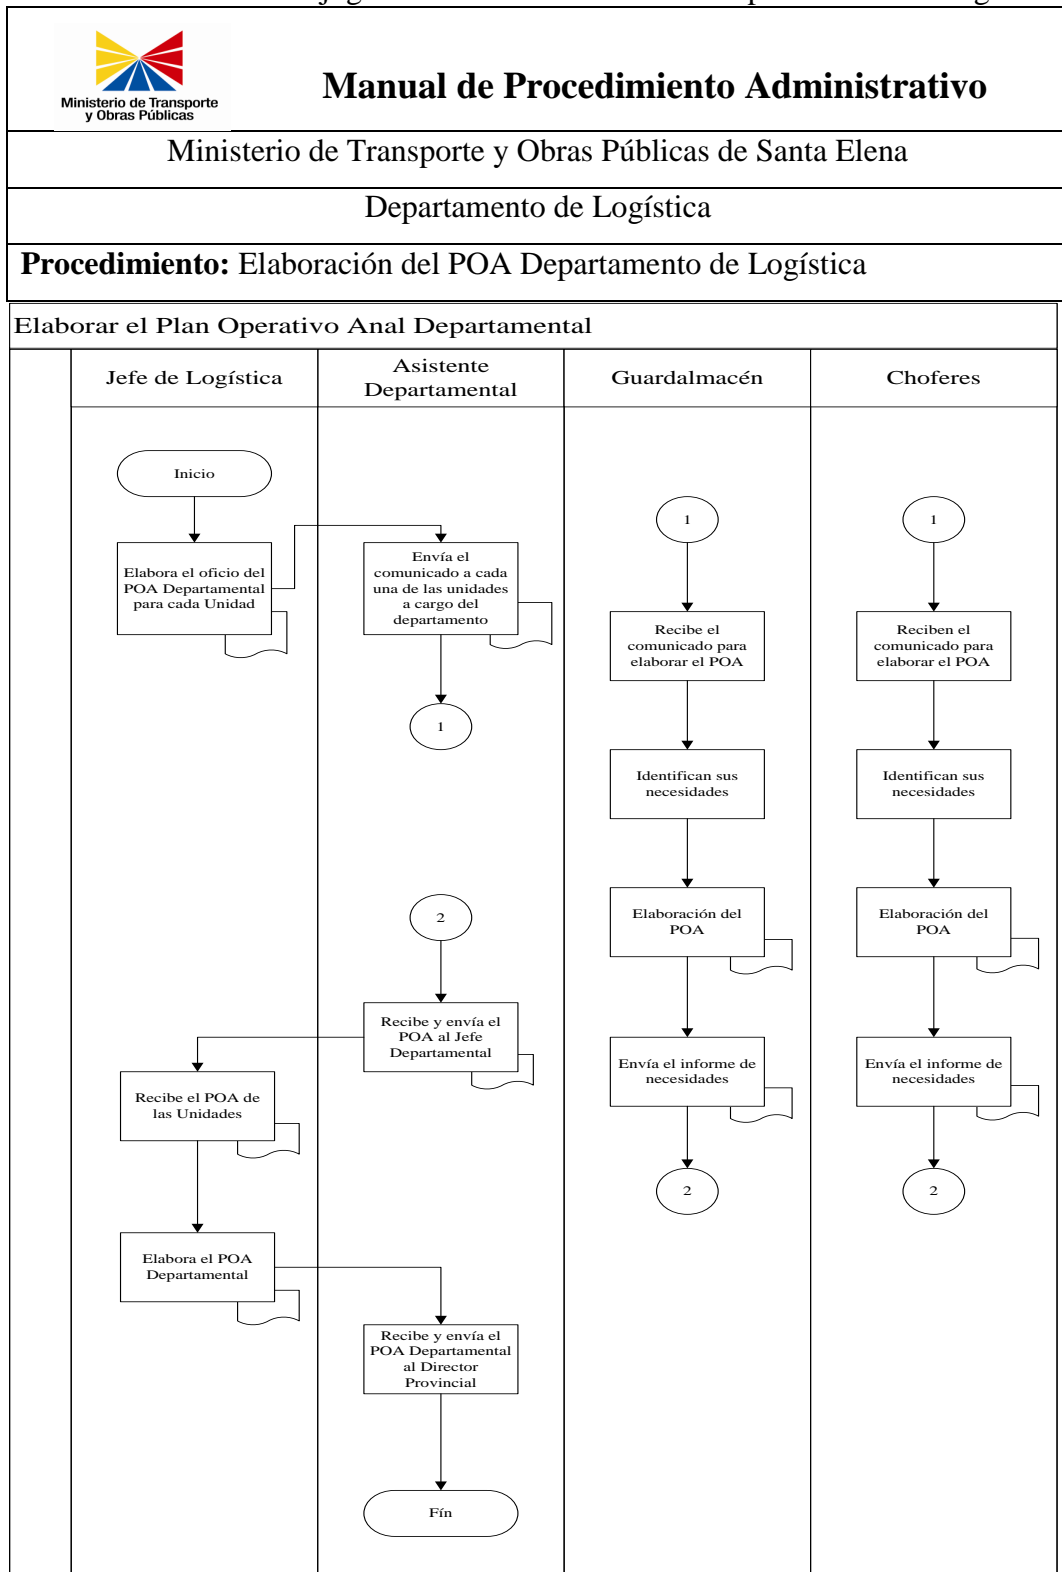 Ministerio de Transporte
y Obras Públicas
Manual de Procedimiento Administrativo
Ministerio de Transporte y Obras Públicas de Santa Elena
Departamento de Logística
Procedimiento: Elaboración del POA Departamento de Logística
Elaborar el Plan Operativo Anal Departamental
Jefe de Logística
Asistente
Departamental
Guardalmacén
Choferes
Inicio
Elabora el oficio del
POA Departamental
para cada Unidad
Envía el
comunicado a cada
una de las unidades
a cargo del
departamento
1
1
Recibe el
comunicado para
elaborar el POA
Identifican sus
necesidades
Elaboración del
POA
Envía el informe de
necesidades
2
1
Reciben el
comunicado para
elaborar el POA
Identifican sus
necesidades
Elaboración del
POA
Envía el informe de
necesidades
2
2
Recibe y envía el
POA al Jefe
Departamental
Recibe el POA de
las Unidades
Elabora el POA
Departamental
Recibe y envía el
POA Departamental
al Director
Provincial
Fín